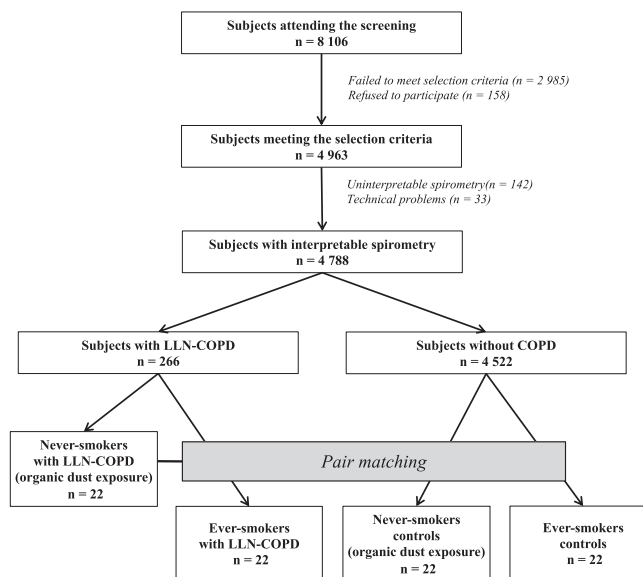 Subjects attending the screening
n = 8 106
Failed to meet selection criteria (n = 2 985)
Refused to participate (n = 158)
Subjects meeting the selection criteria
n = 4 963
Uninterpretable spirometry(n = 142)
Technical problems (n = 33)
Subjects with interpretable spirometry
n = 4 788
Subjects with LLN-COPD
n = 266
Subjects without COPD
n = 4 522
Never-smokers
with LLN-COPD
(organic dust exposure)
n = 22
Pair matching
Ever-smokers
with LLN-COPD
n = 22
Never-smokers
controls
(organic dust exposure)
n = 22
Ever-smokers
controls
n = 22